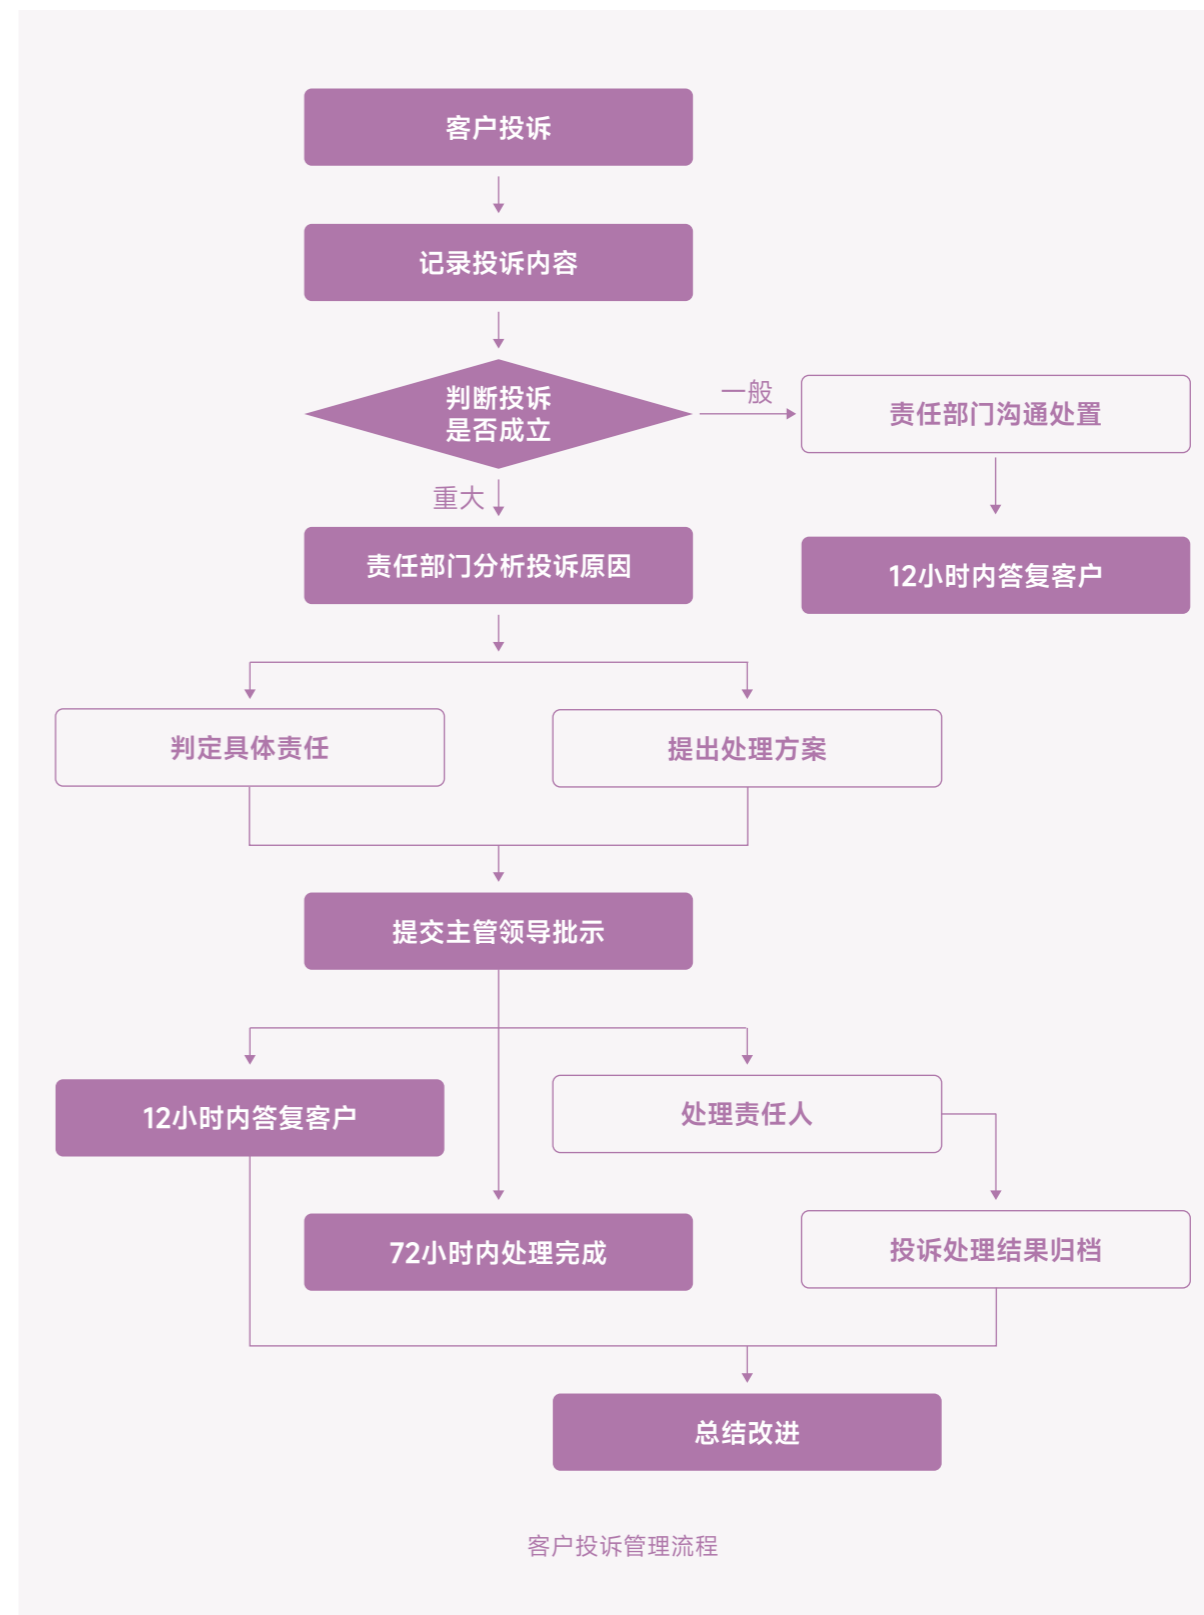 客户投诉
记录投诉内容
判断投诉
是否成立
一般
责任部门沟通处置
重大
责任部门分析投诉原因
12小时内答复客户
判定具体责任
提出处理方案
提交主管领导批示
12小时内答复客户
处理责任人
72小时内处理完成
投诉处理结果归档
总结改进
客户投诉管理流程